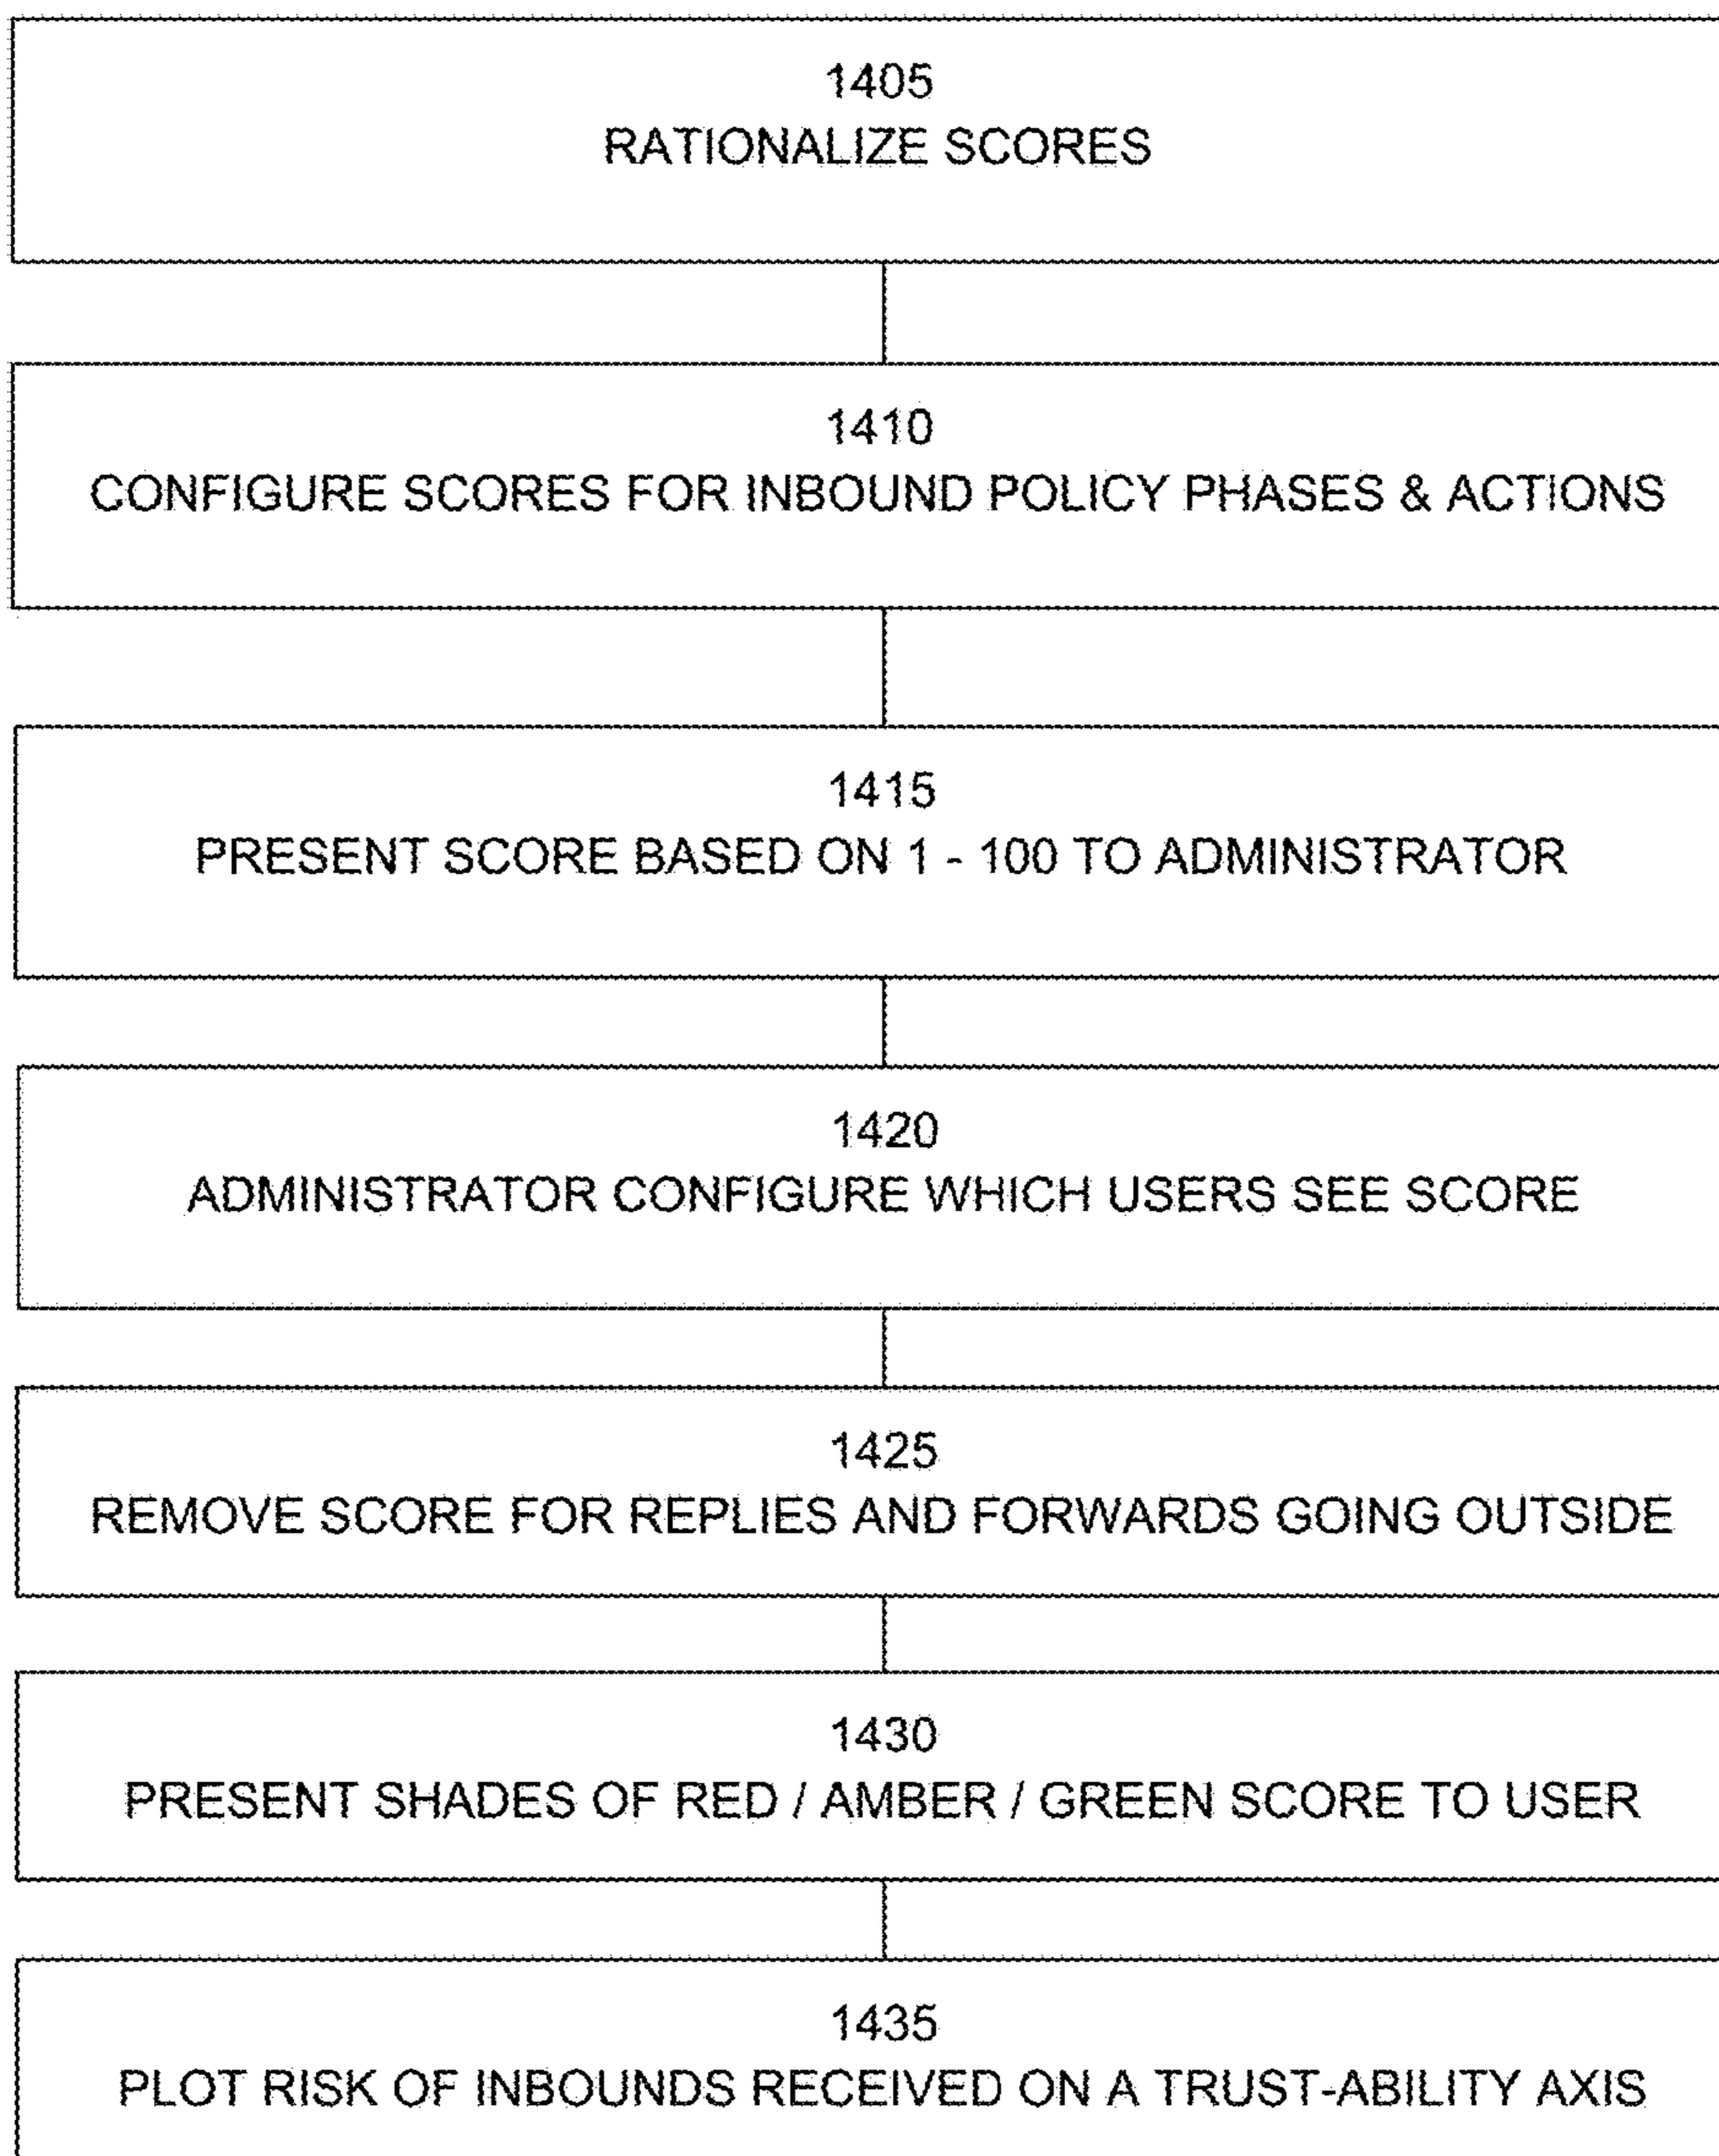 1405
RATIONALIZE SCORES
1410
CONFIGURE SCORES FOR INBOUND POLICY PHASES & ACTIONS
1415
PRESENT SCORE BASED ON 1 - 100 TO ADMINISTRATOR
1420
ADMINISTRATOR CONFIGURE WHICH USERS SEE SCORE
1425
REMOVE SCORE FOR REPLIES AND FORWARDS GOING OUTSIDE
1430
PRESENT SHADES OF RED / AMBER / GREEN SCORE TO USER
1435
PLOT RISK OF INBOUNDS RECEIVED ON A TRUST-ABILITY AXIS